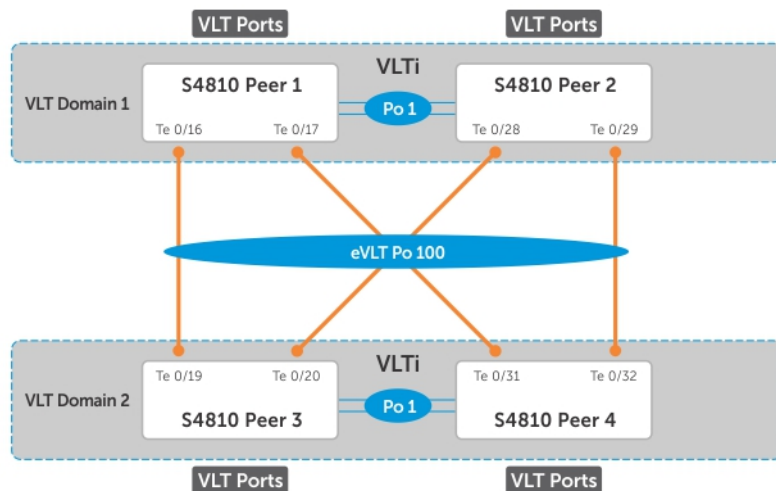 VLT Ports VLT Ports
VLTi
S4810 Peer 1 S4810 Peer 2
VLT Domain 1
Po 1
Te 0/16 Te 0/17 Te 0/28 Te 0/29
eVLT Po 100
VLTi
Te 0/19 Te 0/20 Te 0/31 Te 0/32
VLT Domain 2
Po 1
S4810 Peer 3 S4810 Peer 4
VLT Ports VLT Ports